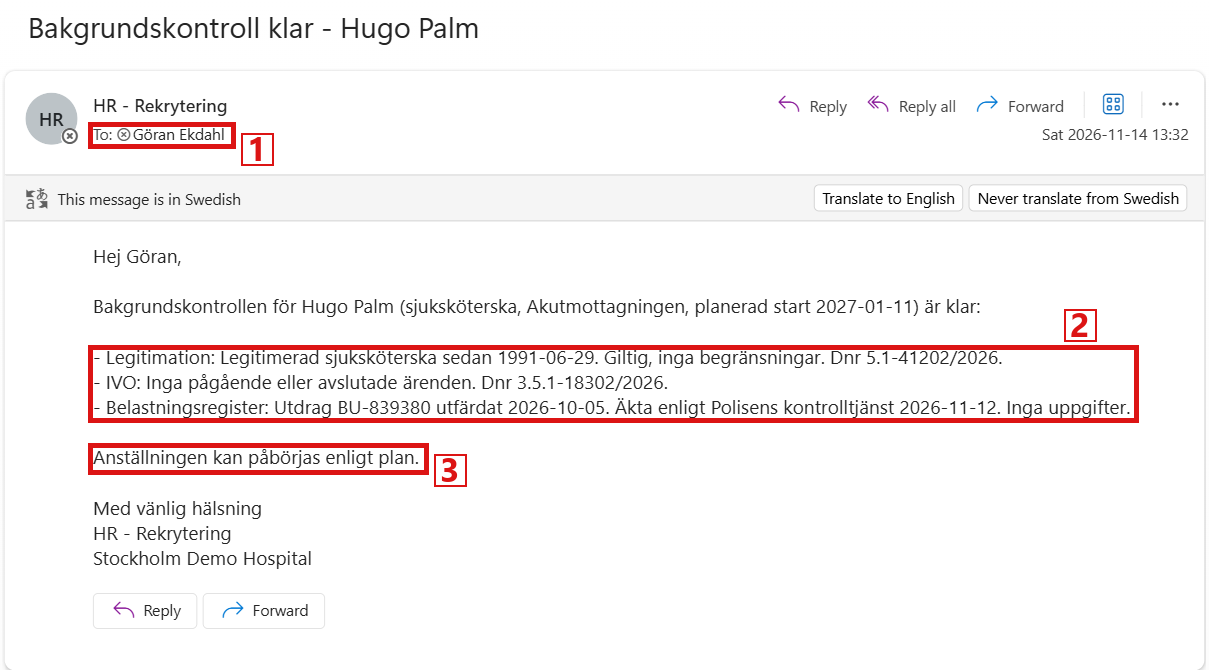 Bakgrundskontroll klar - Hugo Palm
HR
HR - Rekrytering
Reply
Reply all
Forward
To: Göran Ekdahl
1
Sat 2026-11-14 13:32
This message is in Swedish
Translate to English
Never translate from Swedish
Hej Göran,
Bakgrundskontrollen för Hugo Palm (sjuksköterska, Akutmottagningen, planerad start 2027-01-11) är klar:
2
- Legitimation: Legitimerad sjuksköterska sedan 1991-06-29. Giltig, inga begränsningar. Dnr 5.1-41202/2026.
- IVO: Inga pågående eller avslutade ärenden. Dnr 3.5.1-18302/2026.
- Belastningsregister: Utdrag BU-839380 utfärdat 2026-10-05. Äkta enligt Polisens kontrolltjänst 2026-11-12. Inga uppgifter.
Anställningen kan påbörjas enligt plan.
3
Med vänlig hälsning
HR - Rekrytering
Stockholm Demo Hospital
Reply
Forward